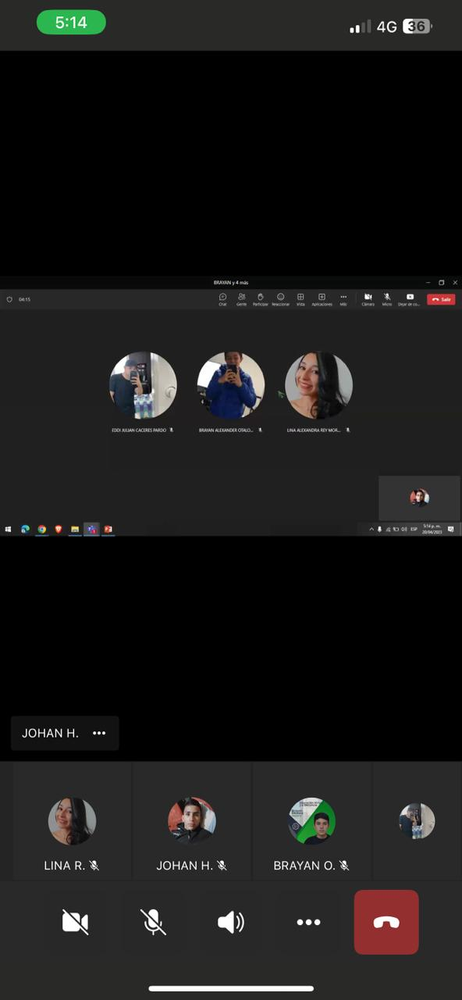 5:14
4G 36
BRAYAN y 4 más
04:15
Chat Gente Participar Reaccionar Vista Aplicaciones Más Cámara Micro Dejar de co... Salir
EDDI JULIAN CACERES PARDO
BRAYAN ALEXANDER OTALO...
LINA ALEXANDRA REY MOR...
ESP
5:14 p. m.
20/04/2023
JOHAN H.
LINA R.
JOHAN H.
BRAYAN O.